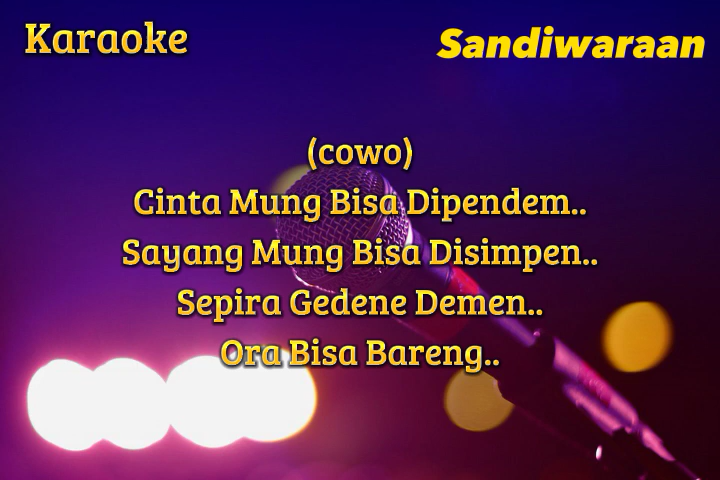 Karaoke
Sandiwaraan
(cowo)
Cinta Mung Bisa Dipendem..
Sayang Mung Bisa Disimpen..
Sepira Gedene Demen..
Ora Bisa Bareng..